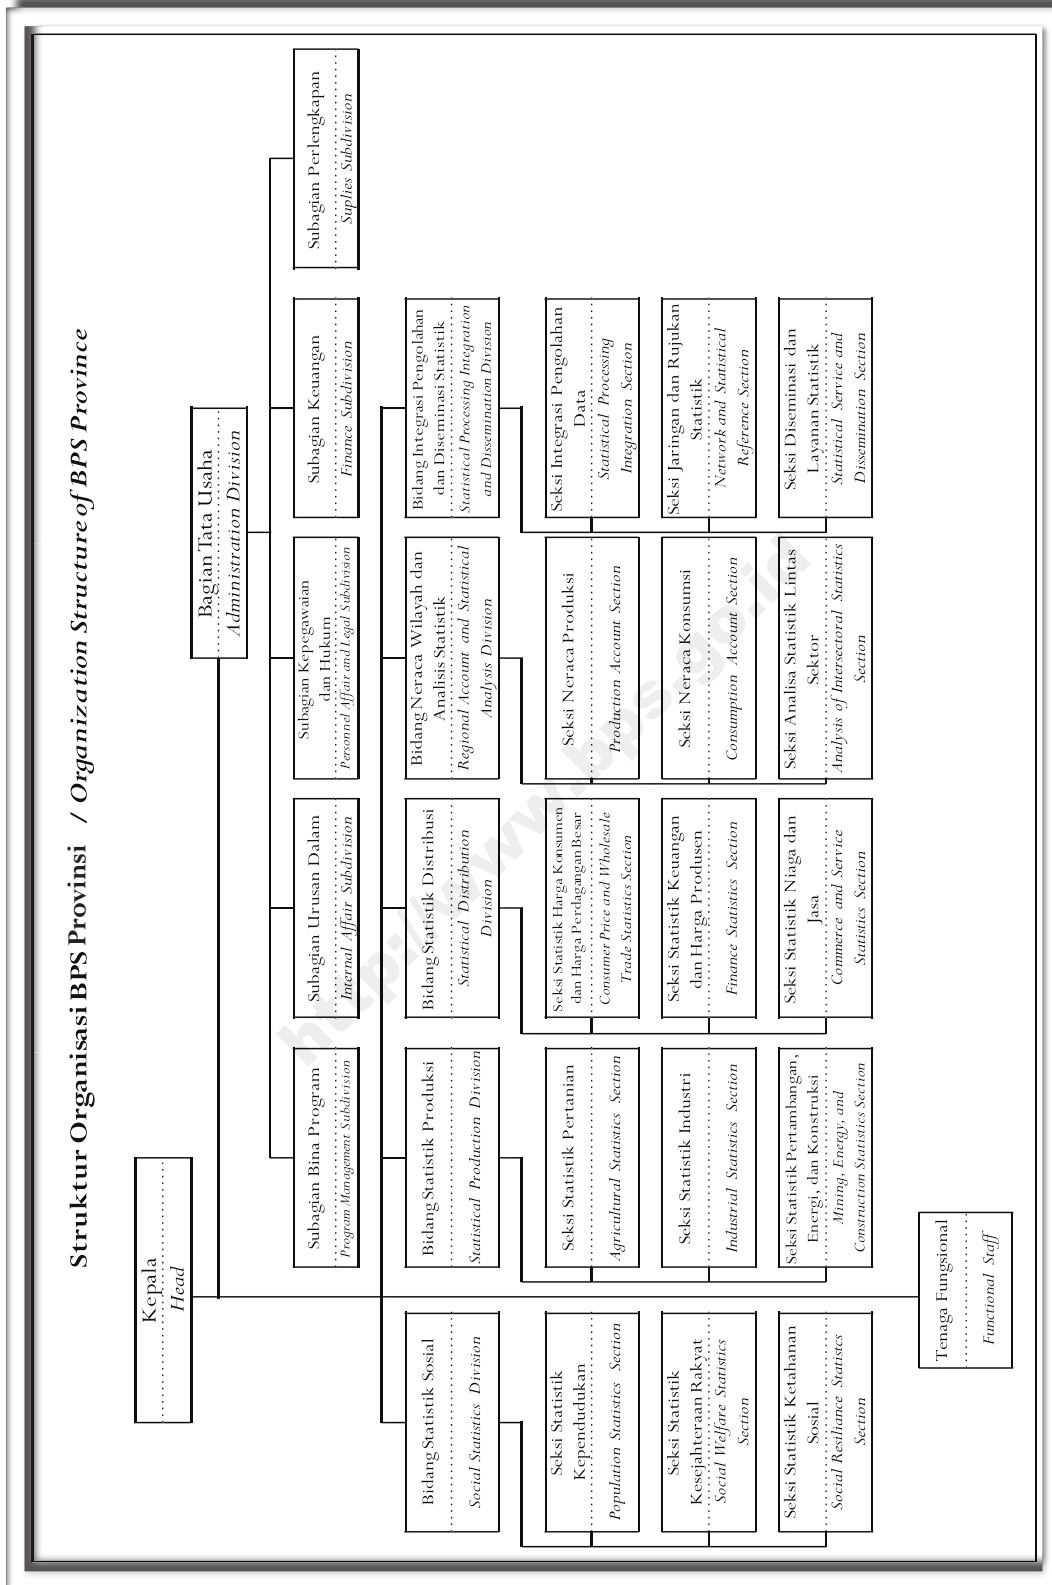 Struktur Organisasi BPS Provinsi / Organization Structure of BPS Province
Kepala
Head
Bagian Tata Usaha
Administration Division
Subagian Bina Program
Program Management Subdivision
Subagian Urusan Dalam
Internal Affair Subdivision
Subagian Kepegawaian
dan Hukum
Personnel Affair and Legal Subdivision
Subagian Keuangan
Finance Subdivision
Subagian Perlengkapan
Suplies Subdivision
Bidang Statistik Sosial
Social Statistics Division
Bidang Statistik Produksi
Statistical Production Division
Bidang Statistik Distribusi
Statistical Distribution
Division
Bidang Neraca Wilayah dan
Analisis Statistik
Regional Account and Statistical
Analysis Division
Bidang Integrasi Pengolahan
dan Diseminasi Statistik
Statistical Processing Integration
and Dissemination Division
Seksi Statistik
Kependudukan
Population Statistics Section
Seksi Statistik Pertanian
Agricultural Statistics Section
Seksi Statistik Harga Konsumen
dan Harga Perdagangan Besar
Consumer Price and Wholesale
Trade Statistics Section
Seksi Neraca Produksi
Production Account Section
Seksi Integrasi Pengolahan
Data
Statistical Processing
Integration Section
Seksi Statistik
Kesejahteraan Rakyat
Social Welfare Statistics
Section
Seksi Statistik Industri
Industrial Statistics Section
Seksi Statistik Keuangan
dan Harga Produsen
Finance Statistics Section
Seksi Neraca Konsumsi
Consumption Account Section
Seksi Jaringan dan Rujukan
Statistik
Network and Statistical
Reference Section
Seksi Statistik Ketahanan
Sosial
Social Resiliance Statistcs
Section
Seksi Statistik Pertambangan,
Energi, dan Konstruksi
Mining, Energy, and
Construction Statistics Section
Seksi Statistik Niaga dan
Jasa
Commerce and Service
Statistics Section
Seksi Analisa Statistik Lintas
Sektor
Analysis of Intersectoral Statistics
Section
Seksi Diseminasi dan
Layanan Statistik
Statistical Service and
Dissemination Section
Tenaga Fungsional
Functional Staff
http://www.bps.go.id